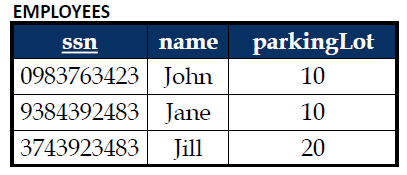 EMPLOYEES
ssn name parkingLot
0983763423 John 10
9384392483 Jane 10
3743923483 Jill 20